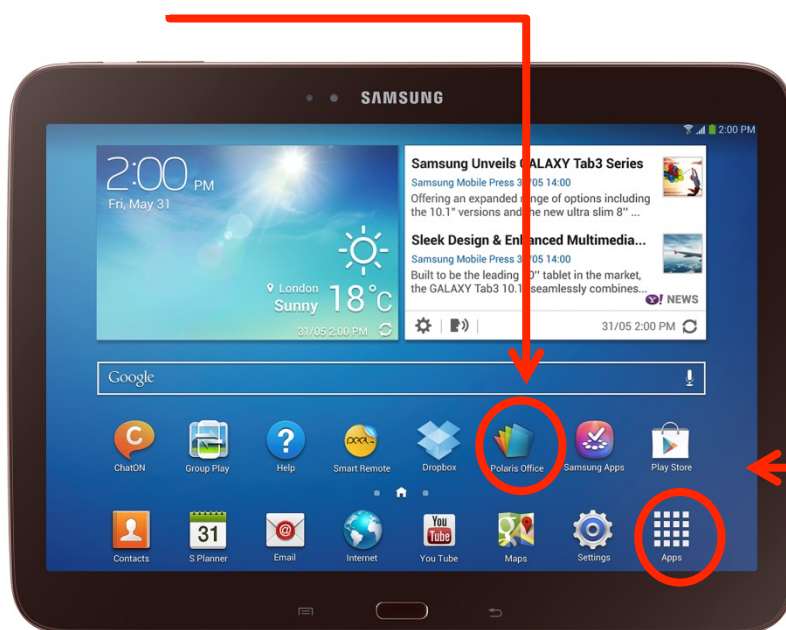 SAMSUNG
2:00 PM
2:00 PM
Fri, May 31
London
Sunny 18°C
31/05 2:00 PM
Samsung Unveils GALAXY Tab3 Series
Samsung Mobile Press 31/05 14:00
Offering an expanded range of options including
the 10.1" versions and the new ultra slim 8" ...
Sleek Design & Enhanced Multimedia...
Samsung Mobile Press 31/05 14:00
Built to be the leading 10" tablet in the market,
the GALAXY Tab3 10.1 seamlessly combines...
Y! NEWS
31/05 2:00 PM
Google
C
?
peel
ChatON Group Play Help Smart Remote Dropbox Polaris Office Samsung Apps Play Store
31
@
You
Tube
Contacts S Planner Email Internet You Tube Maps Settings Apps